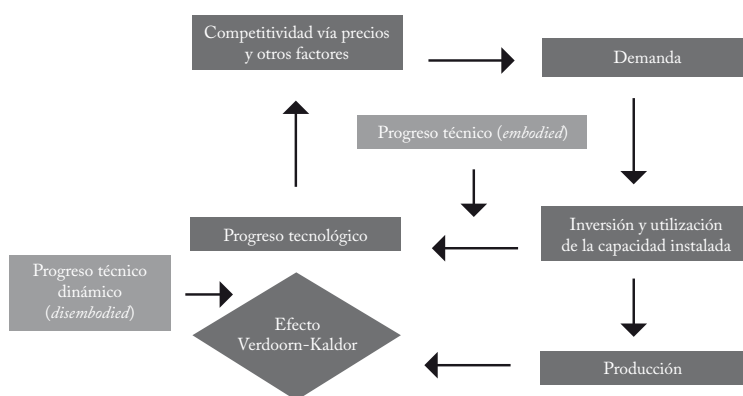 Competitividad vía precios
y otros factores
Demanda
Progreso técnico (embodied)
Progreso tecnológico
Inversión y utilización
de la capacidad instalada
Progreso técnico
dinámico
(disembodied)
Efecto
Verdoorn-Kaldor
Producción